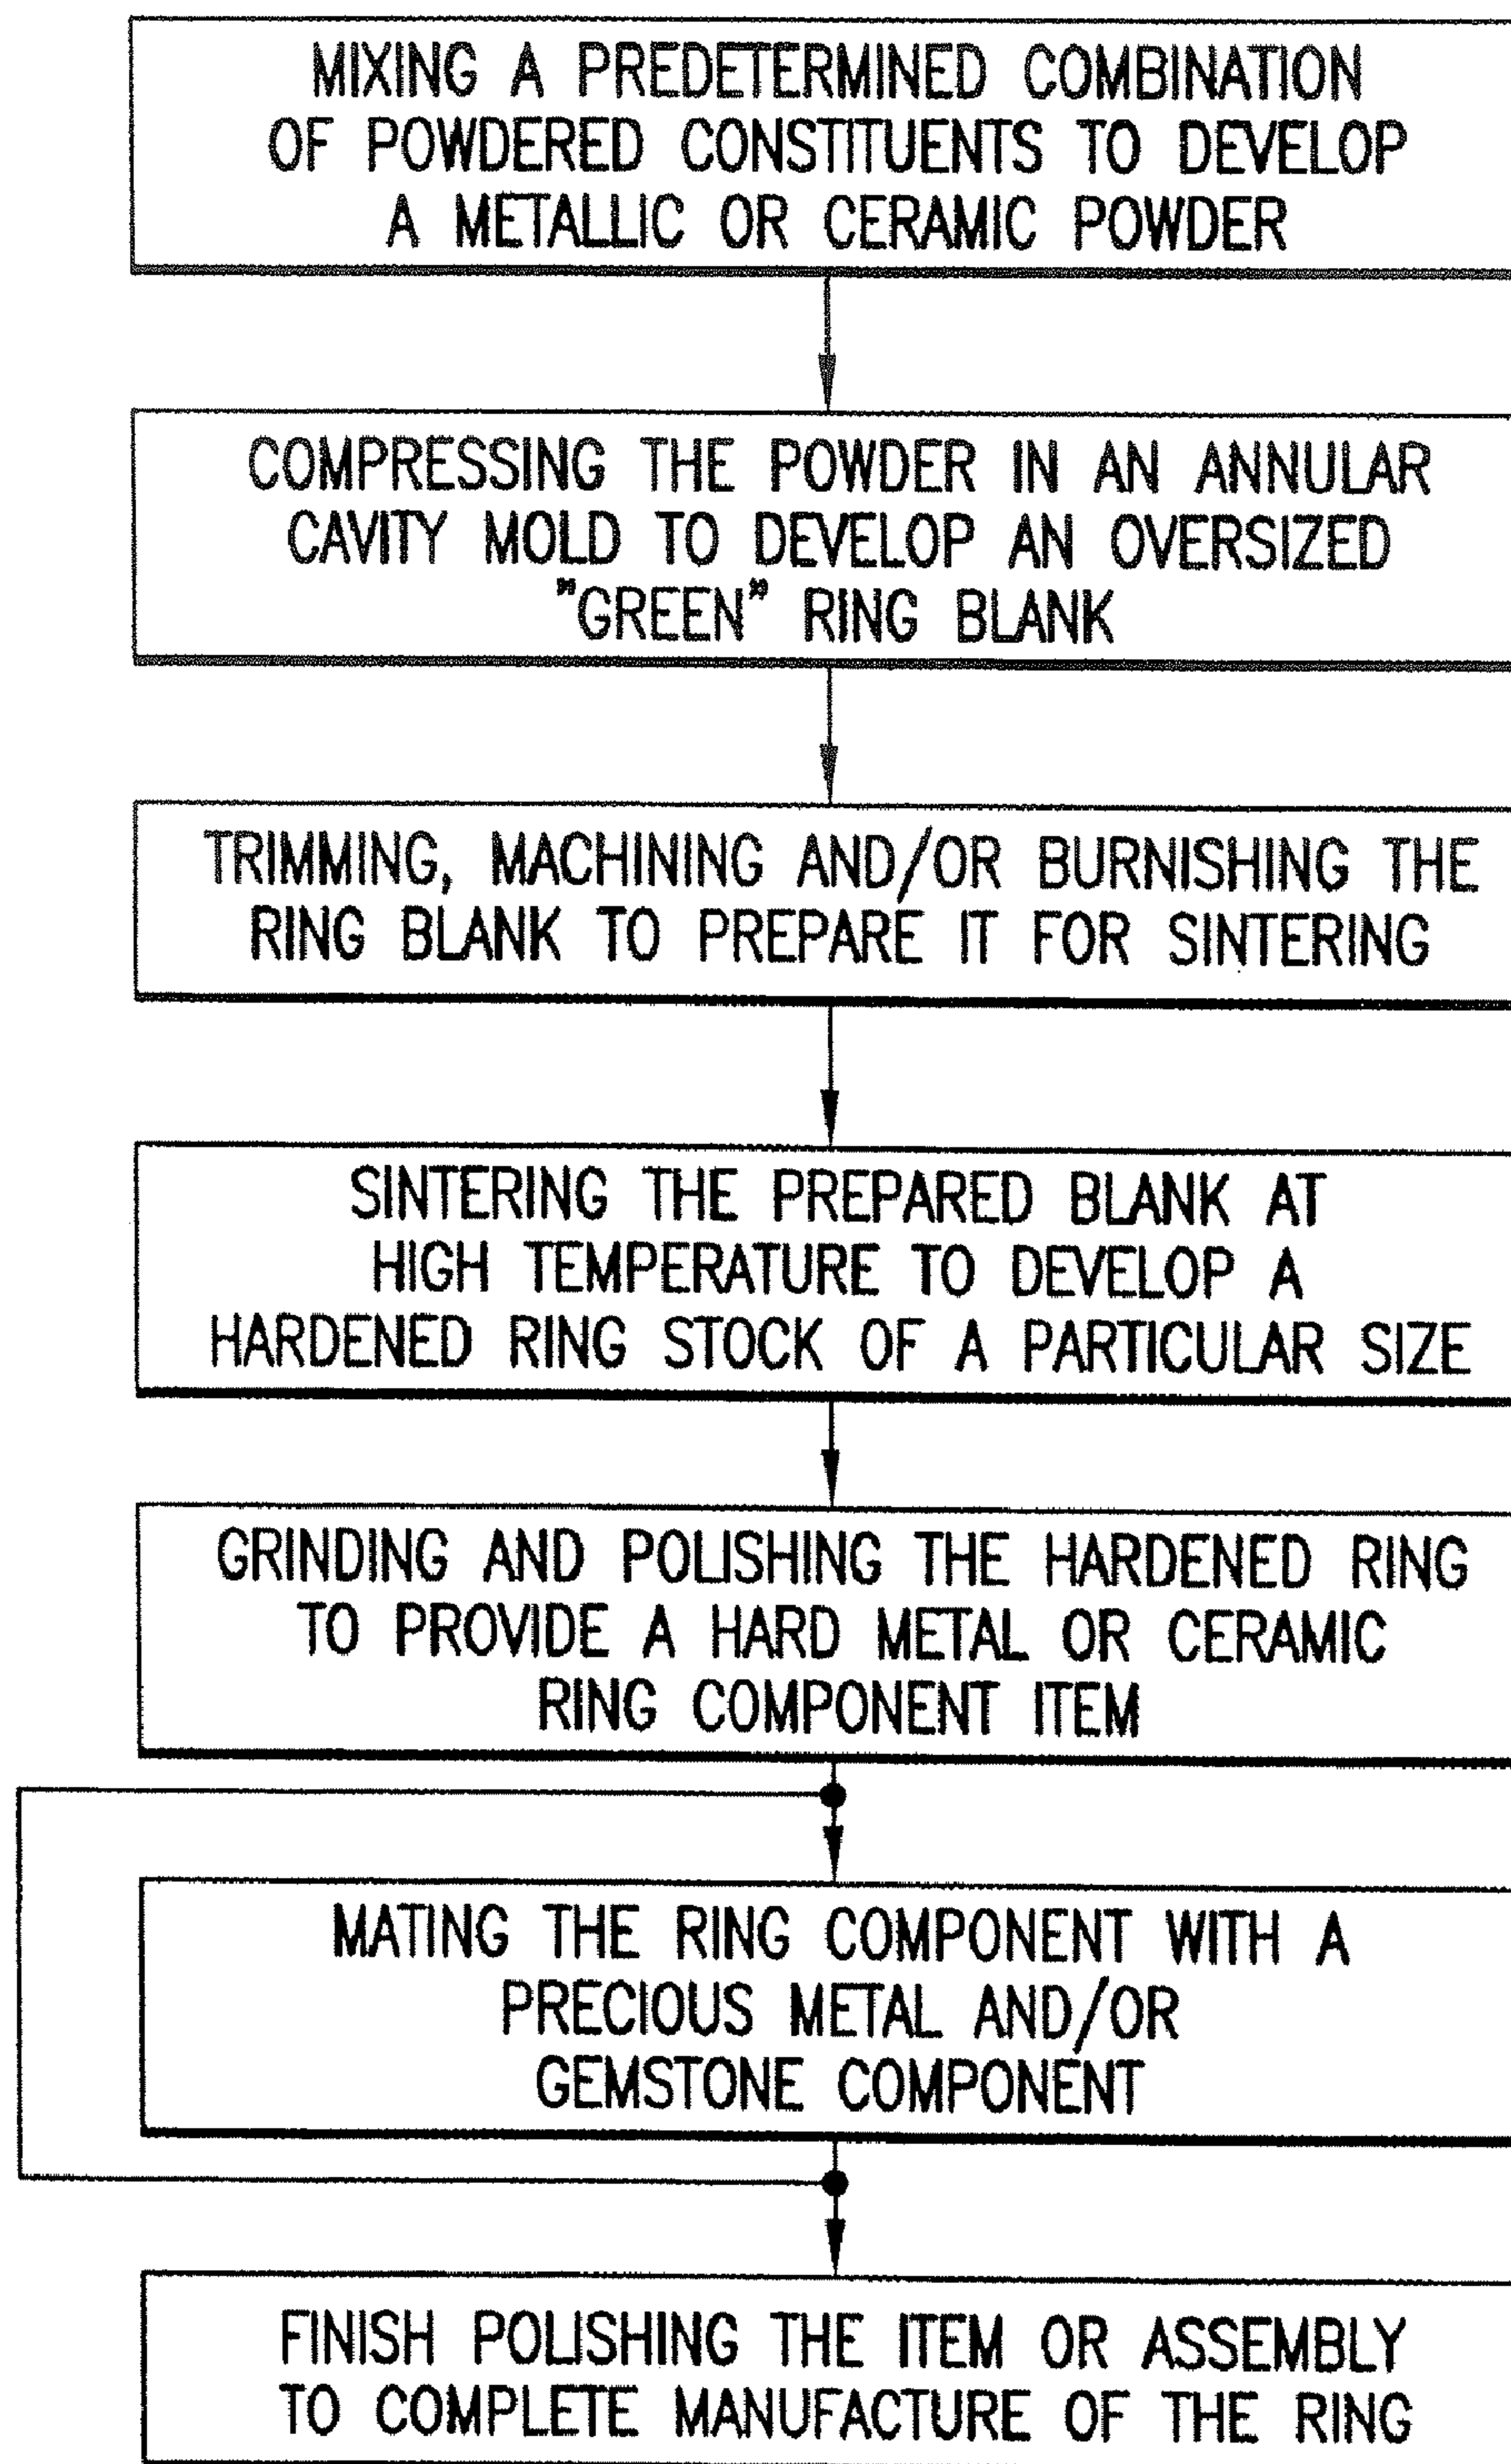 MIXING A PREDETERMINED COMBINATION
OF POWDERED CONSTITUENTS TO DEVELOP
A METALLIC OR CERAMIC POWDER
COMPRESSING THE POWDER IN AN ANNULAR
CAVITY MOLD TO DEVELOP AN OVERSIZED
"GREEN" RING BLANK
TRIMMING, MACHINING AND/OR BURNISHING THE
RING BLANK TO PREPARE IT FOR SINTERING
SINTERING THE PREPARED BLANK AT
HIGH TEMPERATURE TO DEVELOP A
HARDENED RING STOCK OF A PARTICULAR SIZE
GRINDING AND POLISHING THE HARDENED RING
TO PROVIDE A HARD METAL OR CERAMIC
RING COMPONENT ITEM
MATING THE RING COMPONENT WITH A
PRECIOUS METAL AND/OR
GEMSTONE COMPONENT
FINISH POLISHING THE ITEM OR ASSEMBLY
TO COMPLETE MANUFACTURE OF THE RING